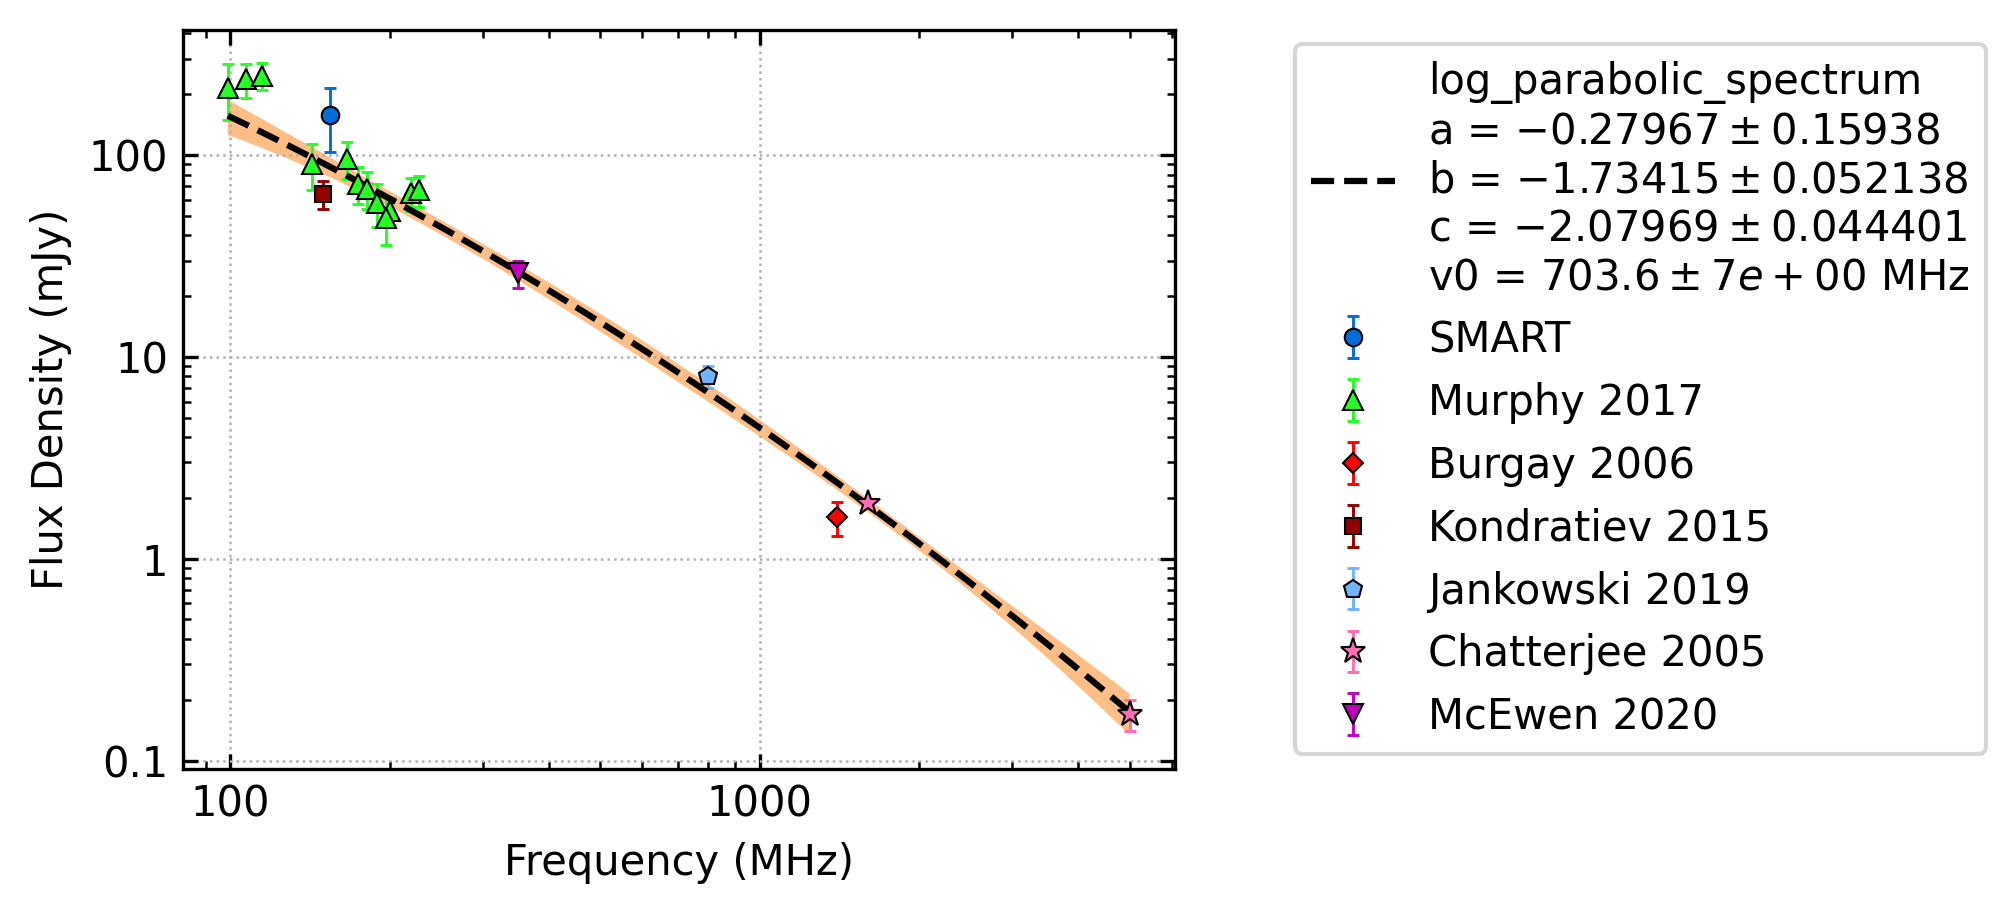 100
10
1
0.1
Flux Density (mJy)
100
1000
Frequency (MHz)
log_parabolic_spectrum
a = −0.27967 ± 0.15938
b = −1.73415 ± 0.052138
c = −2.07969 ± 0.044401
v0 = 703.6 ± 7e + 00 MHz
SMART
Murphy 2017
Burgay 2006
Kondratiev 2015
Jankowski 2019
Chatterjee 2005
McEwen 2020